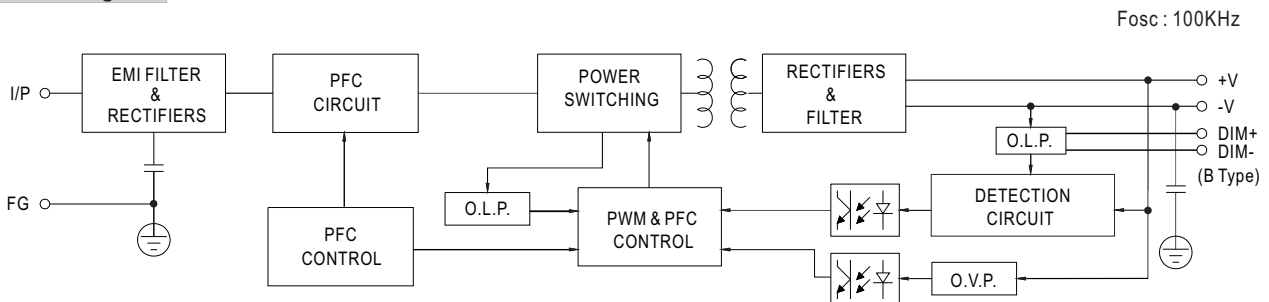 Fosc : 100KHz
I/P
EMI FILTER
&
RECTIFIERS
PFC
CIRCUIT
POWER
SWITCHING
RECTIFIERS
&
FILTER
+V
-V
O.L.P.
DIM+
DIM-
(B Type)
FG
PFC
CONTROL
O.L.P.
PWM & PFC
CONTROL
DETECTION
CIRCUIT
O.V.P.